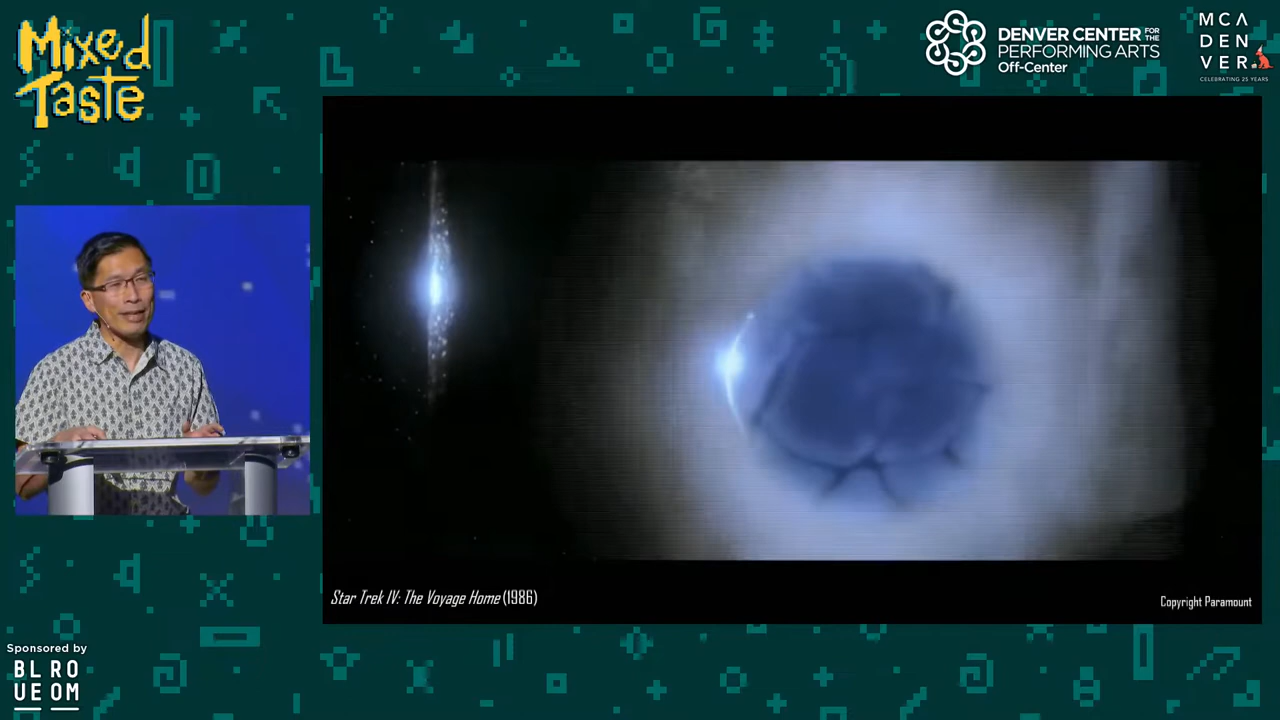 Mixed
Taste
DENVER CENTER FOR THE
PERFORMING ARTS
Off-Center
MCA
DEN
VER
CELEBRATING 25 YEARS
Star Trek IV: The Voyage Home (1986)
Copyright Paramount
Sponsored by
BL RO
UE OM